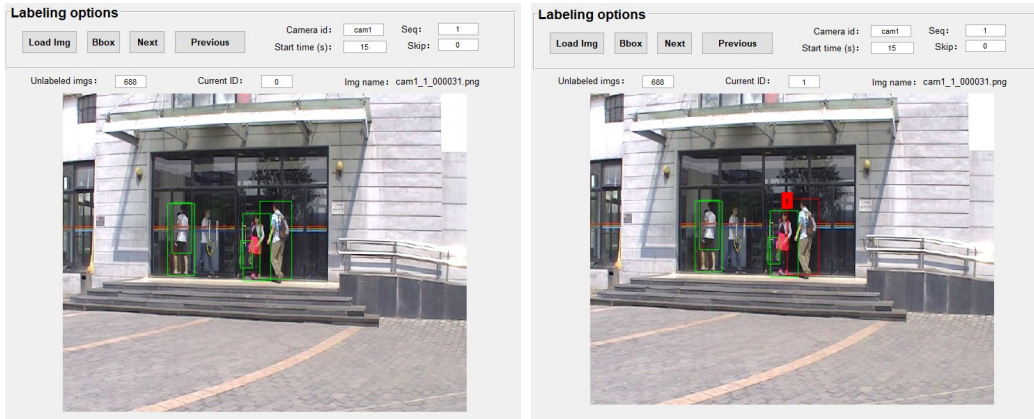 Labeling options
Load Img Bbox Next Previous
Camera id: cam1 Seq: 1
Start time (s): 15 Skip: 0
Unlabeled imgs: 688 Current ID: 0 Img name: cam1_1_000031.png
Labeling options
Load Img Bbox Next Previous
Camera id: cam1 Seq: 1
Start time (s): 15 Skip: 0
Unlabeled imgs: 688 Current ID: 1 Img name: cam1_1_000031.png